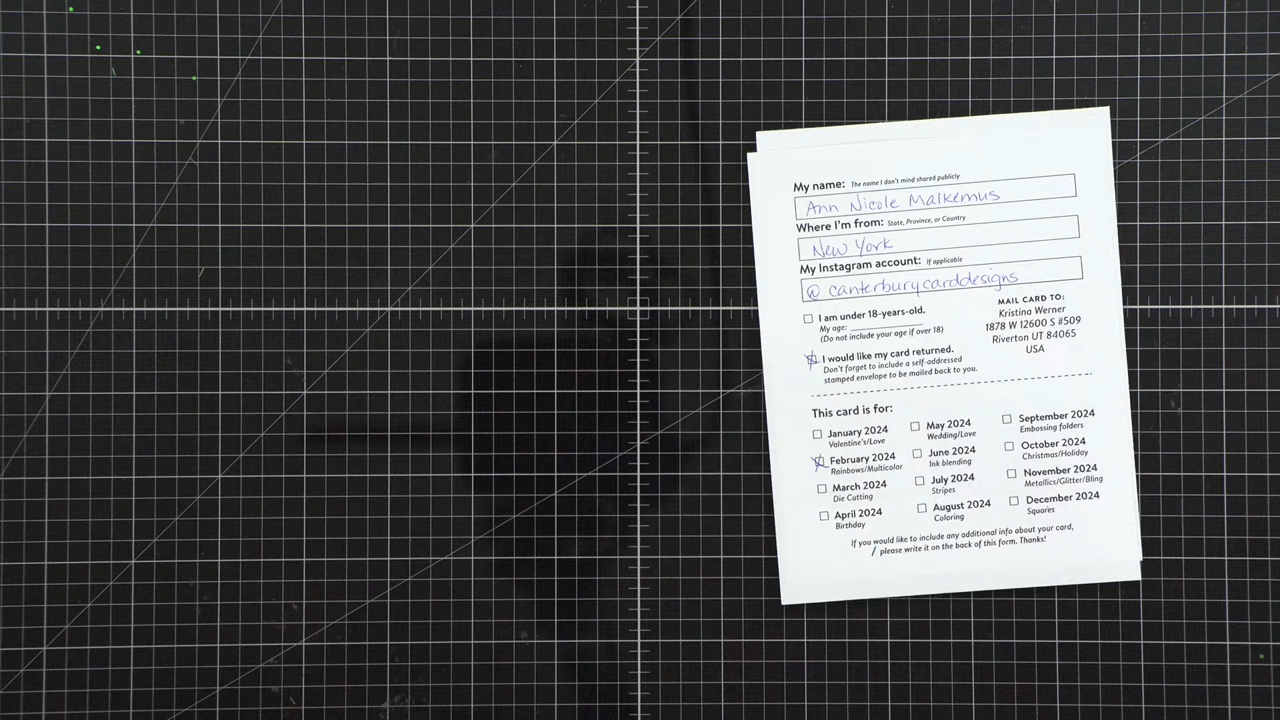 My name: The name I don't mind shared publicly
Ann Nicole Malkemus
Where I'm from: State, Province, or Country
New York
My Instagram account: If applicable
@ canterburycarddesigns
I am under 18-years-old.
My age: ____________
(Do not include your age if over 18)
I would like my card returned.
Don't forget to include a self-addressed
stamped envelope to be mailed back to you.
MAIL CARD TO:
Kristina Werner
1878 W 12600 S #509
Riverton UT 84065
USA
This card is for:
January 2024
Valentine's/Love
February 2024
Rainbows/Multicolor
March 2024
Die Cutting
April 2024
Birthday
May 2024
Wedding/Love
June 2024
Ink blending
July 2024
Stripes
August 2024
Coloring
September 2024
Embossing folders
October 2024
Christmas/Holiday
November 2024
Metallics/Glitter/Bling
December 2024
Squares
If you would like to include any additional info about your card,
please write it on the back of this form. Thanks!